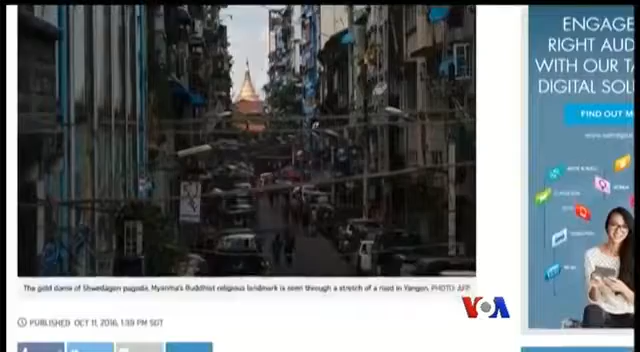 ENGAGE
RIGHT AUD
WITH OUR TA
DIGITAL SOL
FIND OUT M
The gold dome of Shwedagon pagoda, Myanmar's Buddhist religious landmark is seen through a stretch of a road in Yangon. PHOTO: AFP
VOA
PUBLISHED OCT 11, 2016, 1:39 PM SGT